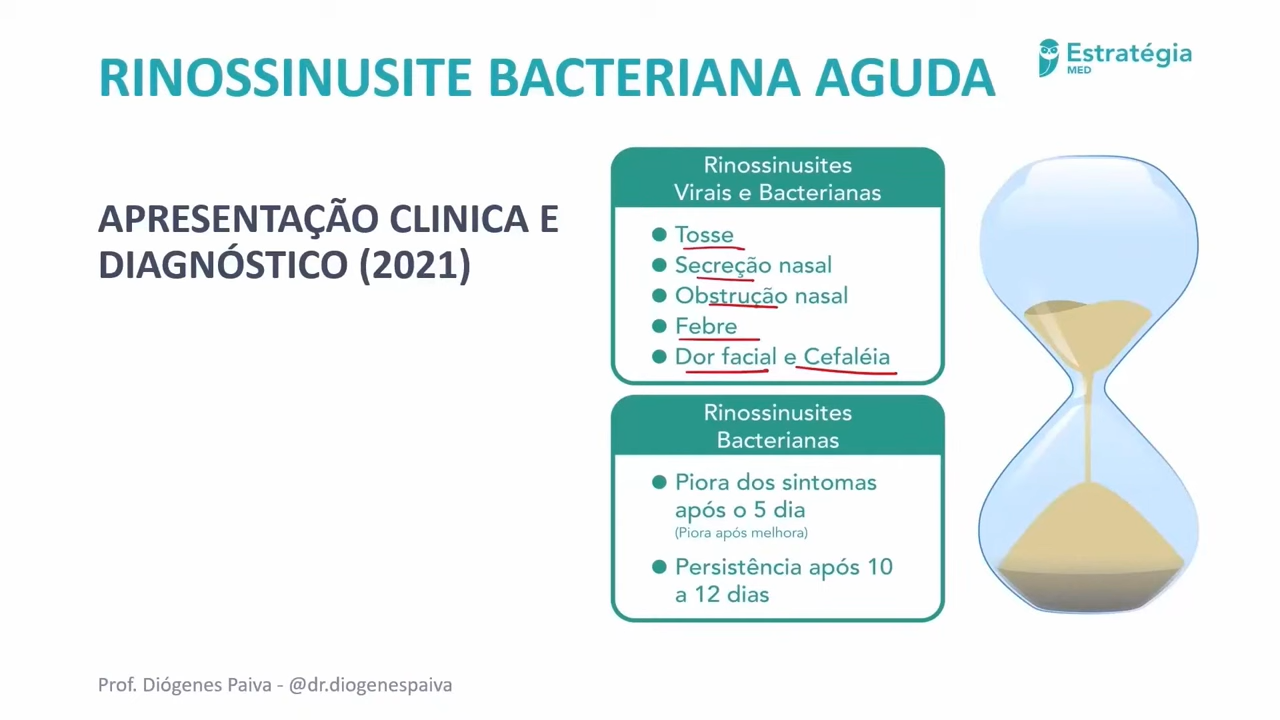 RINOSSINUSITE BACTERIANA AGUDA
Estratégia
MED
APRESENTAÇÃO CLINICA E
DIAGNÓSTICO (2021)
Rinossinusites
Virais e Bacterianas
● Tosse
● Secreção nasal
● Obstrução nasal
● Febre
● Dor facial e Cefaléia
Rinossinusites
Bacterianas
● Piora dos sintomas
após o 5 dia
(Piora após melhora)
● Persistência após 10
a 12 dias
Prof. Diógenes Paiva - @dr.diogenespaiva